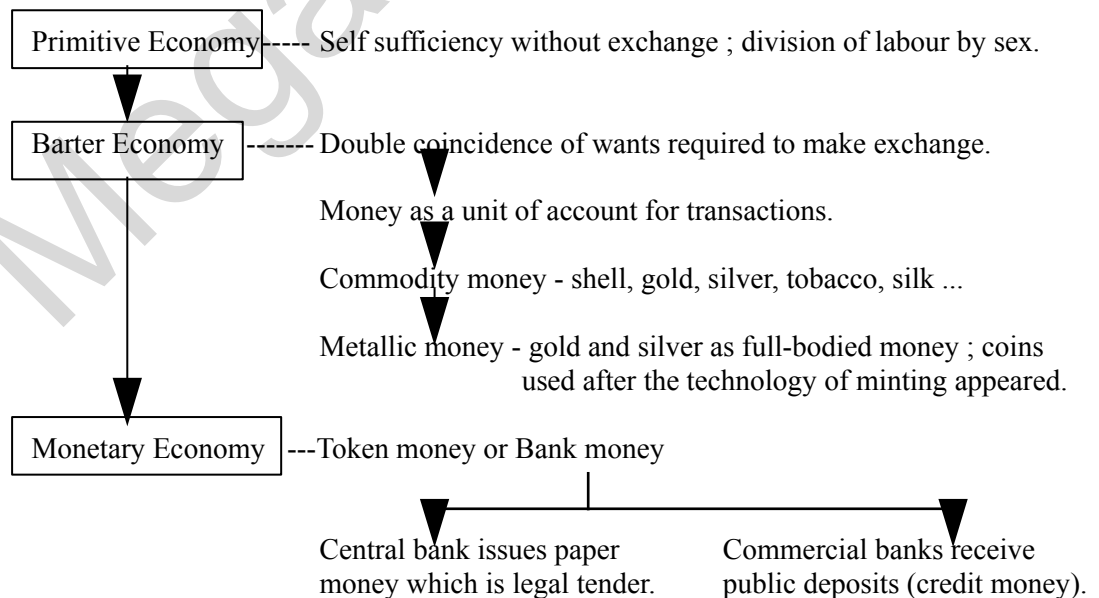 Primitive Economy ----- Self sufficiency without exchange ; division of labour by sex.
Barter Economy ------- Double coincidence of wants required to make exchange.
Money as a unit of account for transactions.
Commodity money - shell, gold, silver, tobacco, silk ...
Metallic money - gold and silver as full-bodied money ; coins
used after the technology of minting appeared.
Monetary Economy ---Token money or Bank money
Central bank issues paper
money which is legal tender.
Commercial banks receive
public deposits (credit money).
Mega